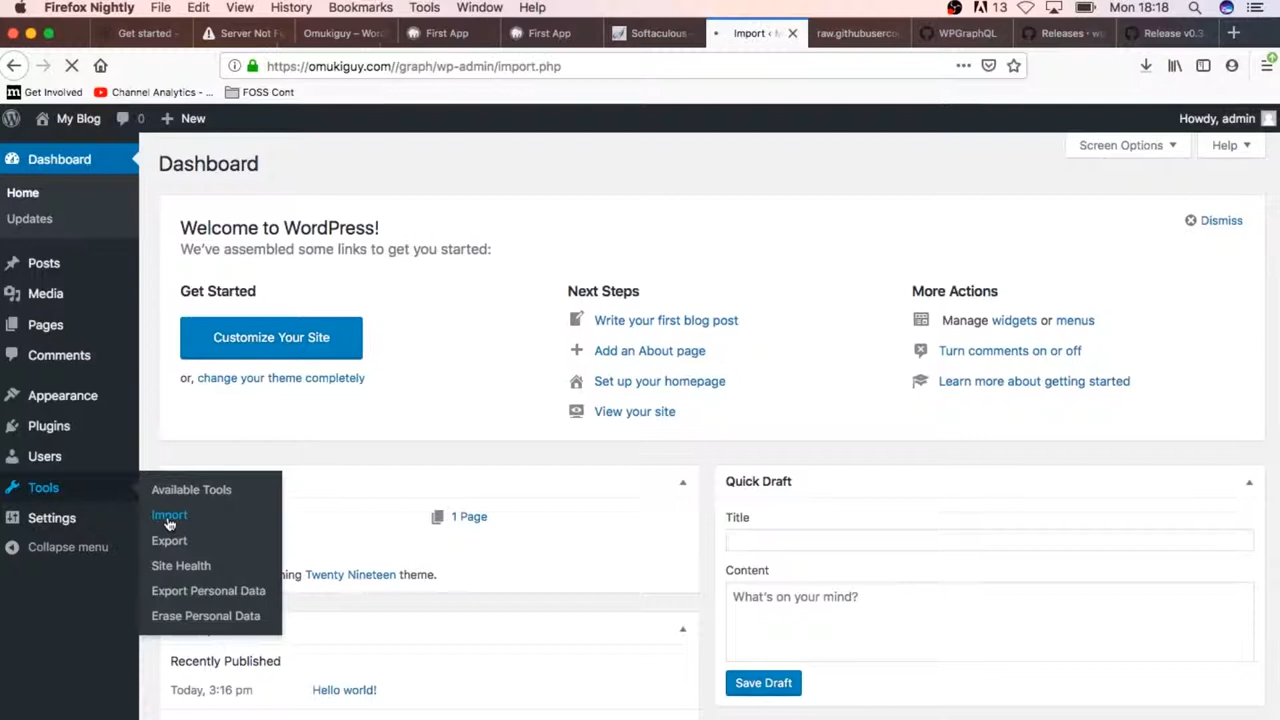 Firefox Nightly File Edit View History Bookmarks Tools Window Help 13 Mon 18:18
Get started - Server Not F Omukiguy – Wor First App First App Softaculous Import ‹ raw.githubuserco WPGraphQL Releases · w Release v0.3
https://omukiguy.com//graph/wp-admin/import.php
Get Involved Channel Analytics - ... FOSS Cont
My Blog 0 New Howdy, admin
Dashboard
Home
Updates
Posts
Media
Pages
Comments
Appearance
Plugins
Users
Tools
Settings
Collapse menu
Available Tools
Import
Export
Site Health
Export Personal Data
Erase Personal Data
Dashboard
Screen Options Help
Welcome to WordPress!
Dismiss
We've assembled some links to get you started:
Get Started
Customize Your Site
or, change your theme completely
Next Steps
Write your first blog post
Add an About page
Set up your homepage
View your site
More Actions
Manage widgets or menus
Turn comments on or off
Learn more about getting started
1 Page
Twenty Nineteen theme.
Recently Published
Today, 3:16 pm Hello world!
Quick Draft
Title
Content
What's on your mind?
Save Draft